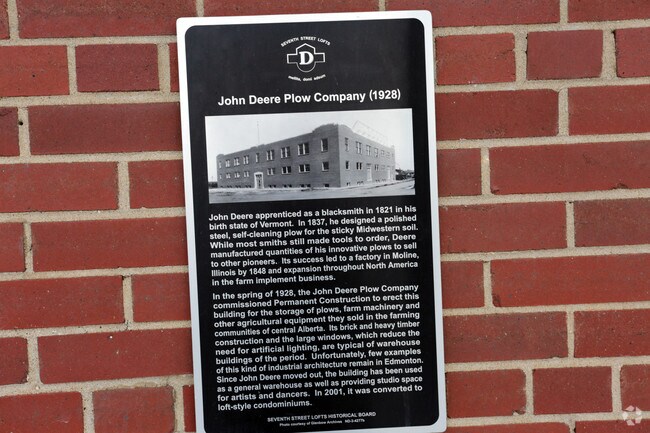 SEVENTH STREET LOFTS
D
John Deere Plow Company (1928)
John Deere apprenticed as a blacksmith in 1821 in his
birth state of Vermont. In 1837, he designed a polished
steel, self-cleaning plow for the sticky Midwestern soil.
While most smiths still made tools to order, Deere
manufactured quantities of his innovative plows to sell
to other pioneers. Its success led to a factory in Moline,
Illinois by 1848 and expansion throughout North America
in the farm implement business.
In the spring of 1928, the John Deere Plow Company
commissioned Permanent Construction to erect this
building for the storage of plows, farm machinery and
other agricultural equipment they sold in the farming
communities of central Alberta. Its brick and heavy timber
construction and the large windows, which reduce the
need for artificial lighting, are typical of warehouse
buildings of the period. Unfortunately, few examples
of this kind of industrial architecture remain in Edmonton.
Since John Deere moved out, the building has been used
as a general warehouse as well as providing studio space
for artists and dancers. In 2001, it was converted to
loft-style condominiums.
SEVENTH STREET LOFTS HISTORICAL BOARD
Photo courtesy of Glenbow Archives